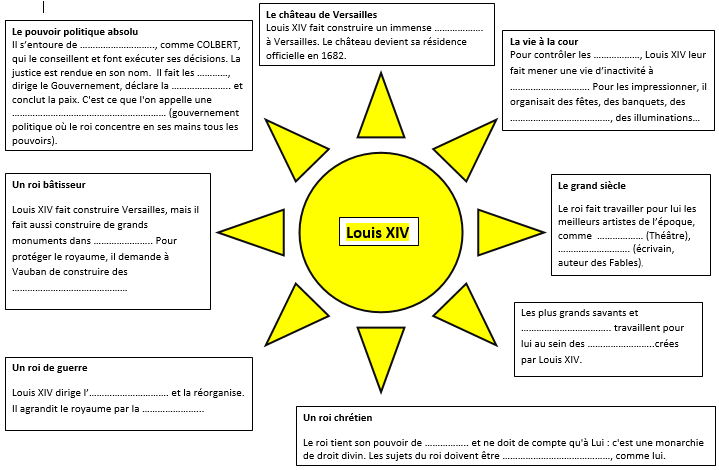 Le pouvoir politique absolu
Il s'entoure de …………………………, comme COLBERT,
qui le conseillent et font exécuter ses décisions. La
justice est rendue en son nom.  Il fait les …………,
dirige le Gouvernement, déclare la ………………… et
conclut la paix. C'est ce que l'on appelle une
…………………………………………………… (gouvernement
politique où le roi concentre en ses mains tous les
pouvoirs).
Le château de Versailles
Louis XIV fait construire un immense ……………….
à Versailles. Le château devient sa résidence
officielle en 1682.
La vie à la cour
Pour contrôler les ………………, Louis XIV leur
fait mener une vie d'inactivité à
…………………………. Pour les impressionner, il
organisait des fêtes, des banquets, des
…………………………………, des illuminations…
Un roi bâtisseur
Louis XIV fait construire Versailles, mais il
fait aussi construire de grands
monuments dans ………………….. Pour
protéger le royaume, il demande à
Vauban de construire des
………………………………………
Louis XIV
Le grand siècle
Le roi fait travailler pour lui les
meilleurs artistes de l'époque,
comme  ……………… (Théâtre),
………………………. (écrivain,
auteur des Fables).
Les plus grands savants et
……………………………. travaillent pour
lui au sein des ……………………..crées
par Louis XIV.
Un roi de guerre
Louis XIV dirige l'…………………………. et la réorganise.
Il agrandit le royaume par la ……………………
Un roi chrétien
Le roi tient son pouvoir de …………….. et ne doit de compte qu'à Lui : c'est une monarchie
de droit divin. Les sujets du roi doivent être ……………………………………, comme lui.